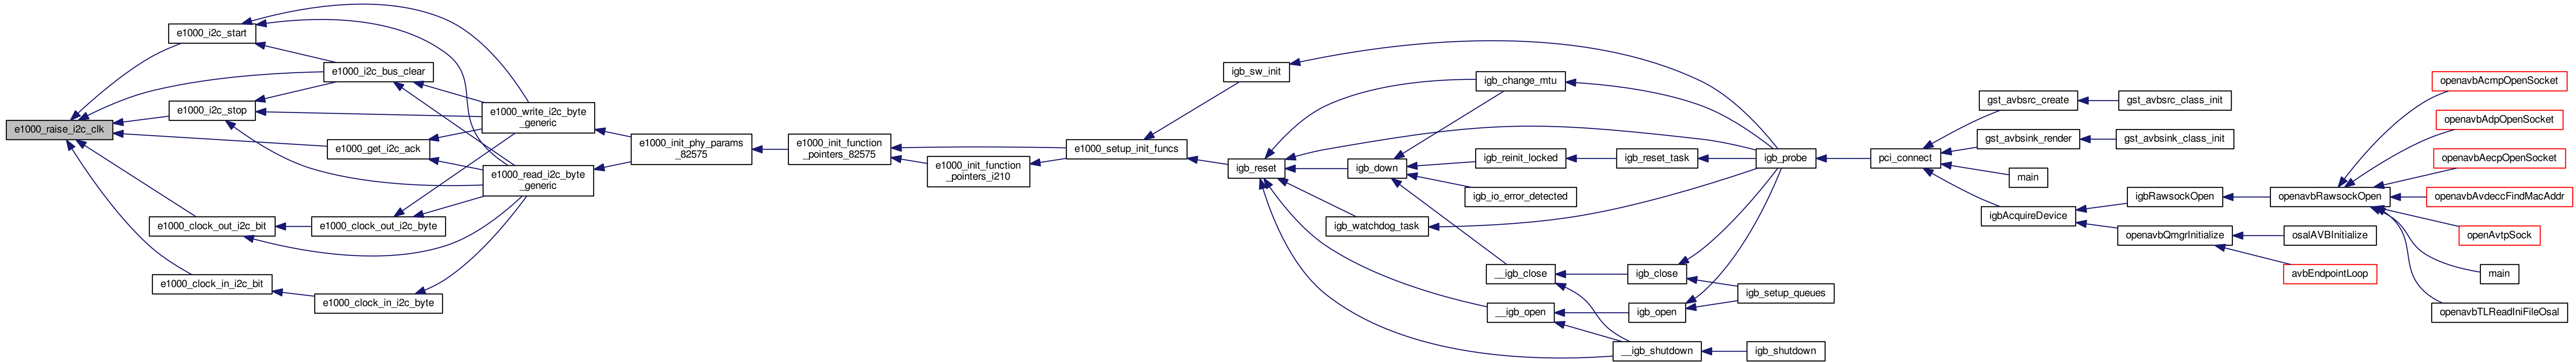 e1000_raise_i2c_clk
e1000_i2c_start
e1000_i2c_stop
e1000_clock_out_i2c_bit
e1000_clock_in_i2c_bit
e1000_i2c_bus_clear
e1000_get_i2c_ack
e1000_clock_out_i2c_byte
e1000_clock_in_i2c_byte
e1000_write_i2c_byte
_generic
e1000_read_i2c_byte
_generic
e1000_init_phy_params
_82575
e1000_init_function
_pointers_82575
e1000_init_function
_pointers_i210
e1000_setup_init_funcs
igb_sw_init
igb_reset
igb_down
igb_watchdog_task
igb_change_mtu
igb_reinit_locked
igb_io_error_detected
__igb_close
__igb_open
igb_reset_task
igb_close
igb_open
__igb_shutdown
igb_probe
igb_setup_queues
igb_shutdown
pci_connect
gst_avbsrc_create
gst_avbsink_render
main
igbAcquireDevice
gst_avbsrc_class_init
gst_avbsink_class_init
igbRawsockOpen
openavbQmgrInitialize
openavbRawsockOpen
osalAVBInitialize
avbEndpointLoop
openavbAcmpOpenSocket
openavbAdpOpenSocket
openavbAecpOpenSocket
openavbAvdeccFindMacAddr
openAvtpSock
main
openavbTLReadIniFileOsal